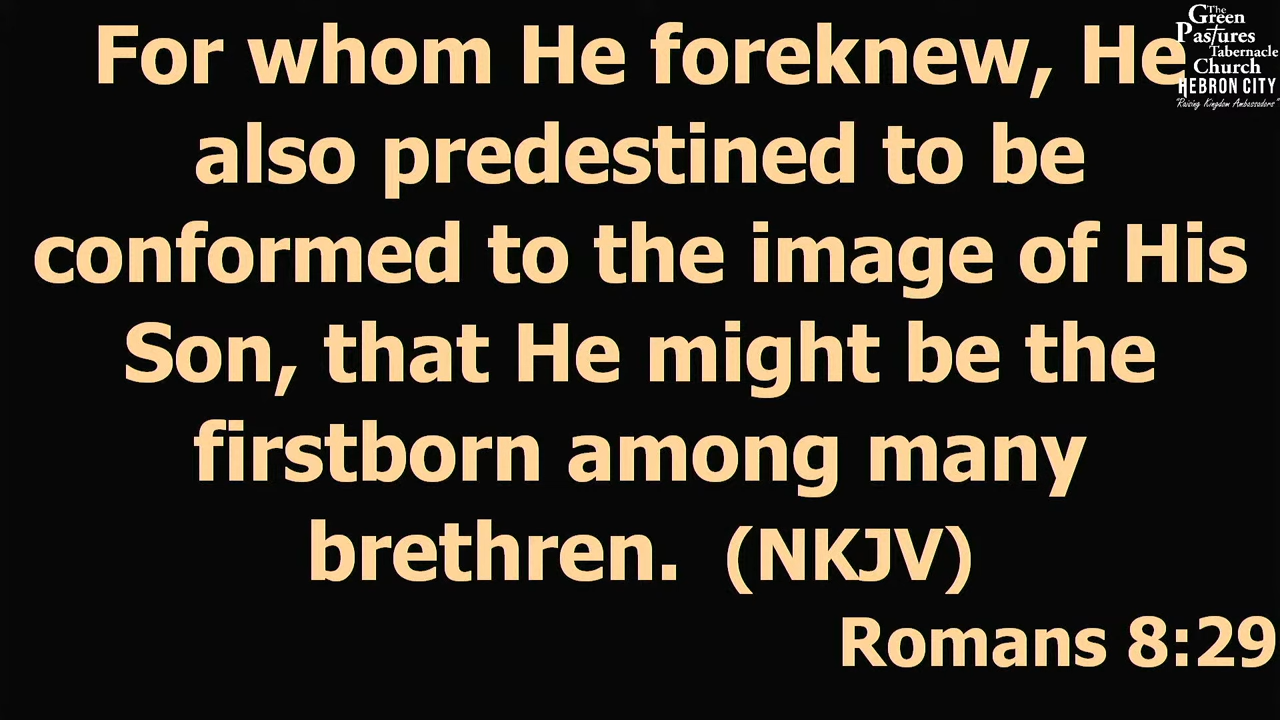 For whom He foreknew, He
also predestined to be
conformed to the image of His
Son, that He might be the
firstborn among many
brethren. (NKJV)
Romans 8:29
The
Green
Pastures
Tabernacle
Church
HEBRON CITY
"Raising Kingdom Ambassadors"